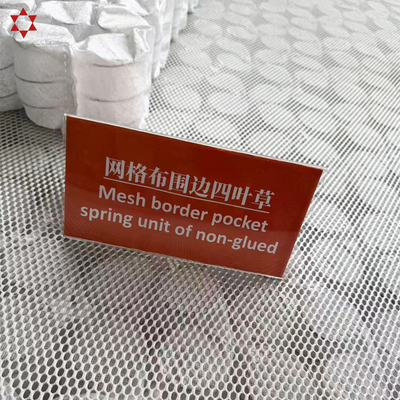 网格布围边四叶草
Mesh border pocket
spring unit of non-glued